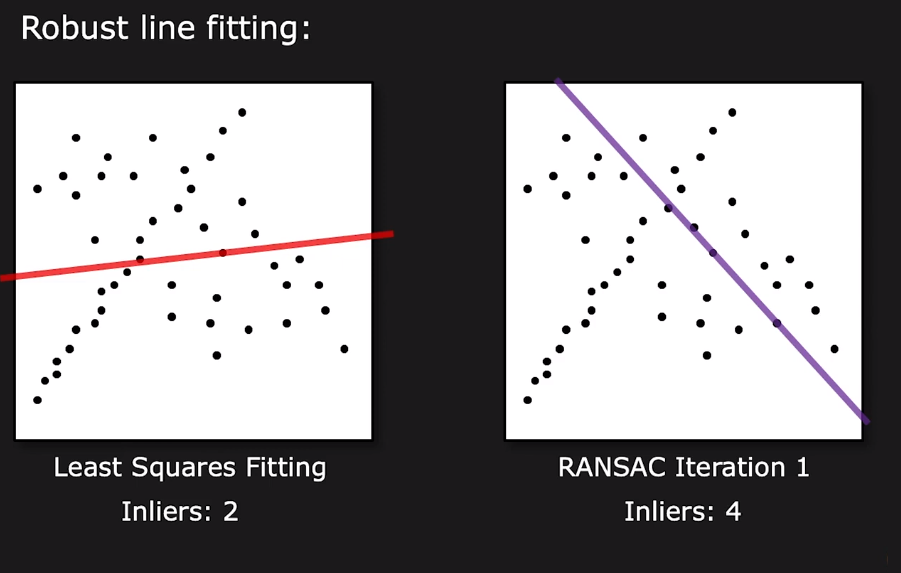 Robust line fitting:
Least Squares Fitting
Inliers: 2
RANSAC Iteration 1
Inliers: 4